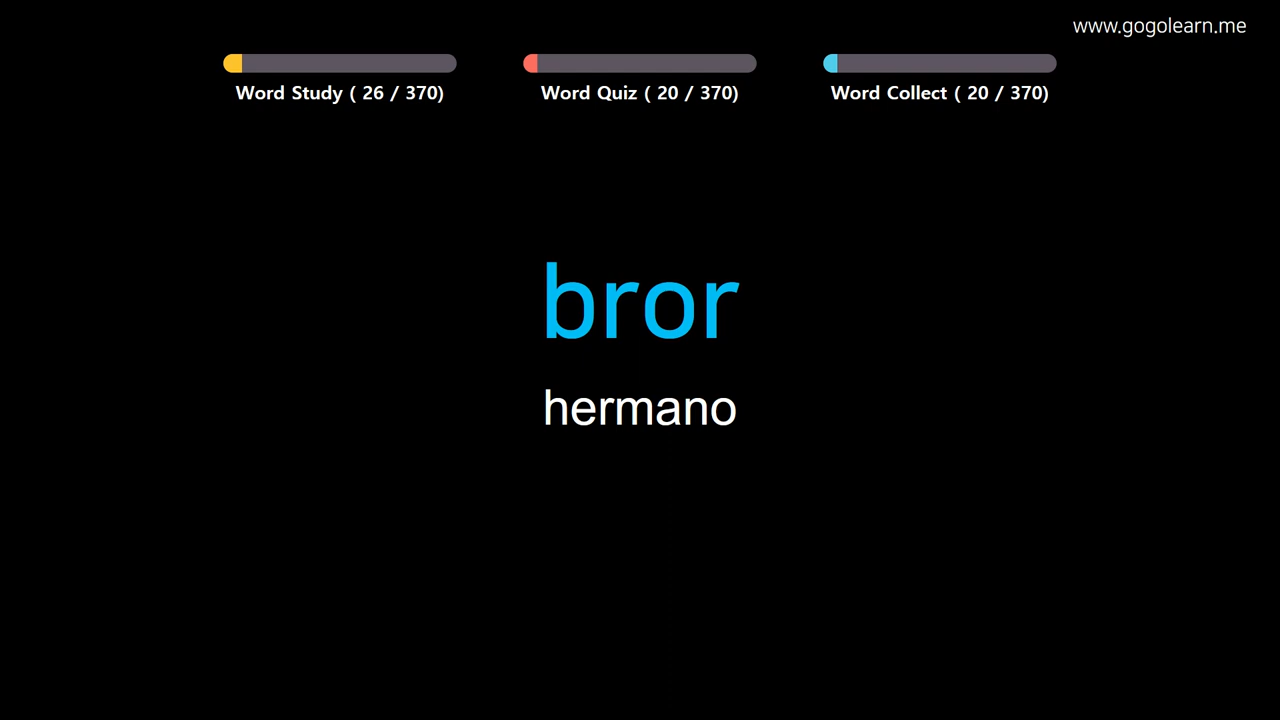 www.gogolearn.me
Word Study ( 26 / 370)
Word Quiz ( 20 / 370)
Word Collect ( 20 / 370)
bror
hermano